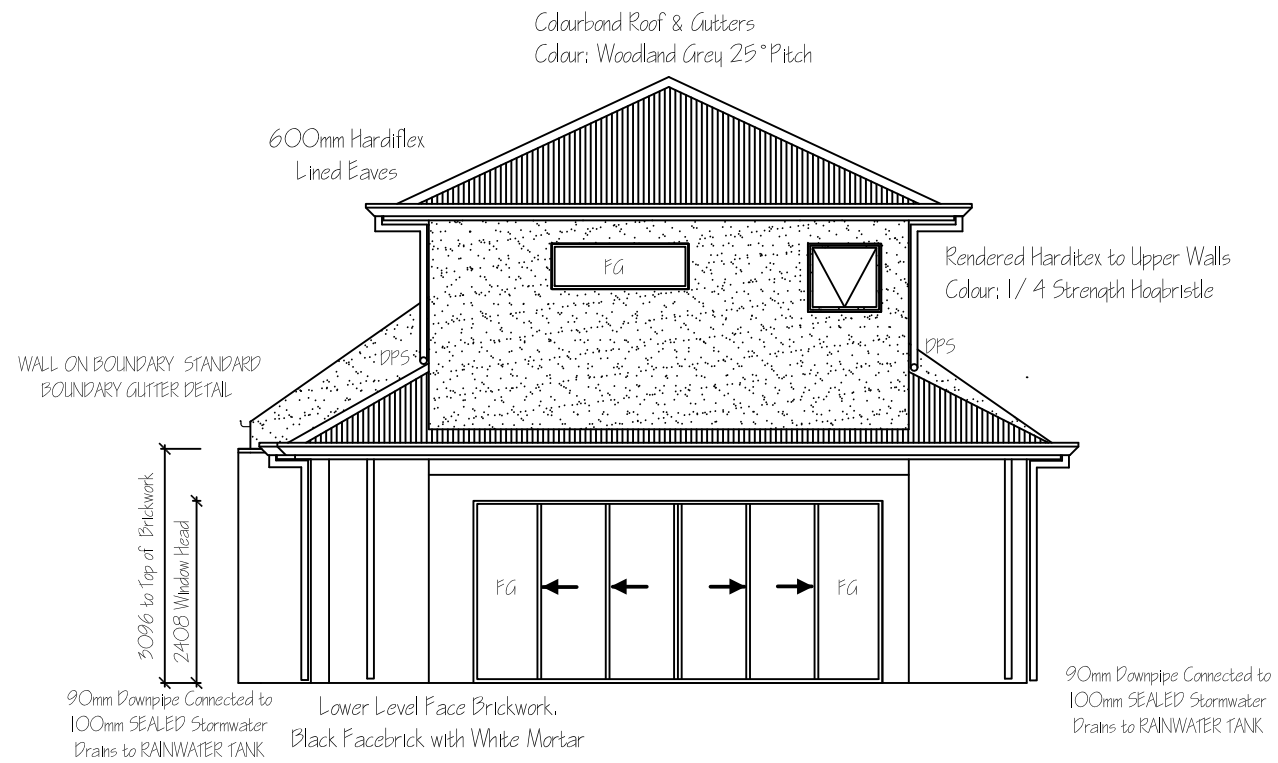 Colourbond Roof & Gutters
Colour: Woodland Grey 25° Pitch
600mm Hardiflex
Lined Eaves
FG
Rendered Harditex to Upper Walls
Colour: 1/4 Strength Hogbristle
DPS
DPS
WALL ON BOUNDARY STANDARD
BOUNDARY GUTTER DETAIL
3096 to Top of Brickwork
2408 Window Head
FG
FG
90mm Downpipe Connected to
100mm SEALED Stormwater
Drains to RAINWATER TANK
Lower Level Face Brickwork.
Black Facebrick with White Mortar
90mm Downpipe Connected to
100mm SEALED Stormwater
Drains to RAINWATER TANK